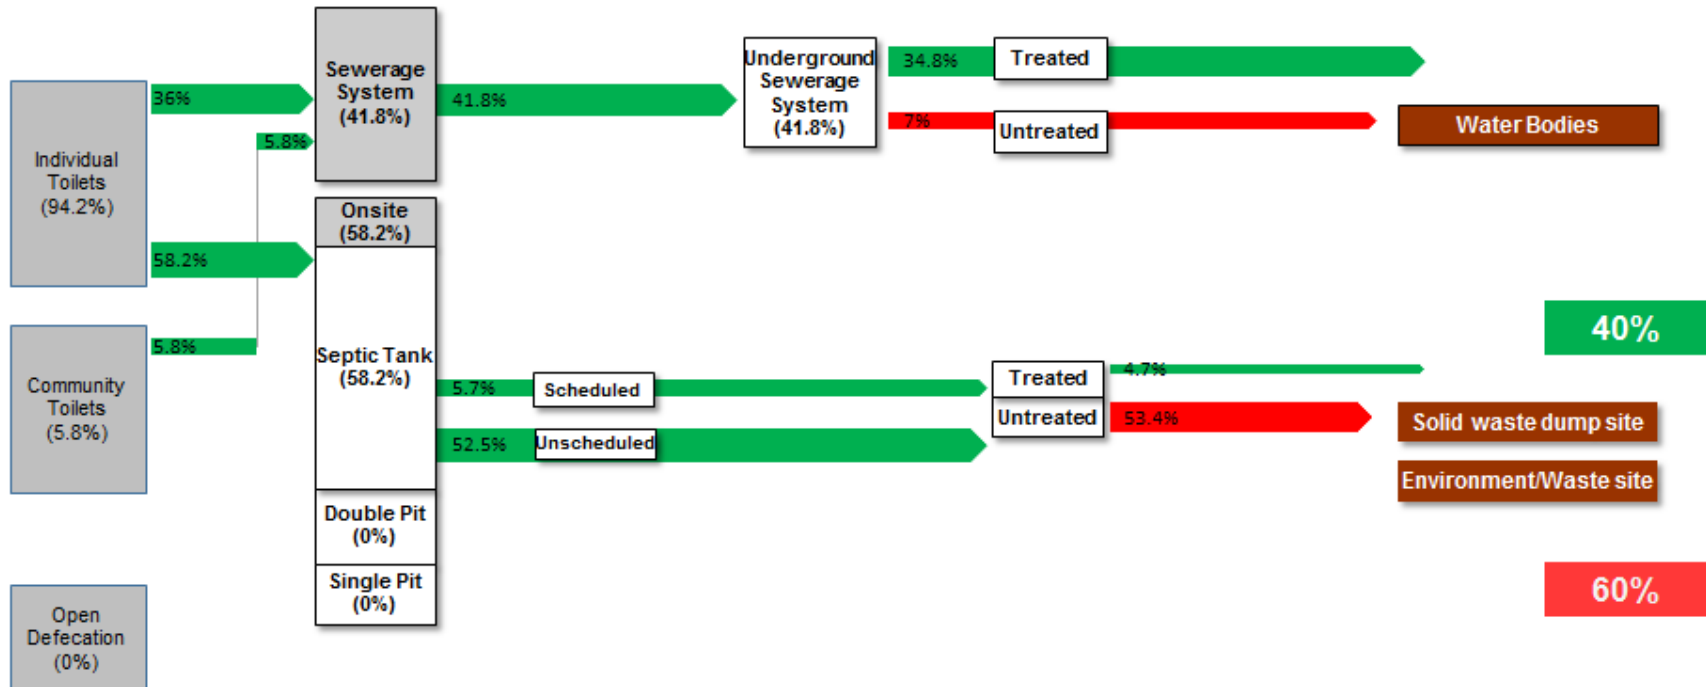 Individual
Toilets
(94.2%)
Community
Toilets
(5.8%)
Open
Defecation
(0%)
36%
5.8%
58.2%
5.8%
Sewerage
System
(41.8%)
Onsite
(58.2%)
Septic Tank
(58.2%)
Double Pit
(0%)
Single Pit
(0%)
41.8%
5.7%
Scheduled
52.5%
Unscheduled
Underground
Sewerage
System
(41.8%)
34.8%
Treated
7%
Untreated
Water Bodies
Treated
Untreated
4.7%
53.4%
Solid waste dump site
Environment/Waste site
40%
60%